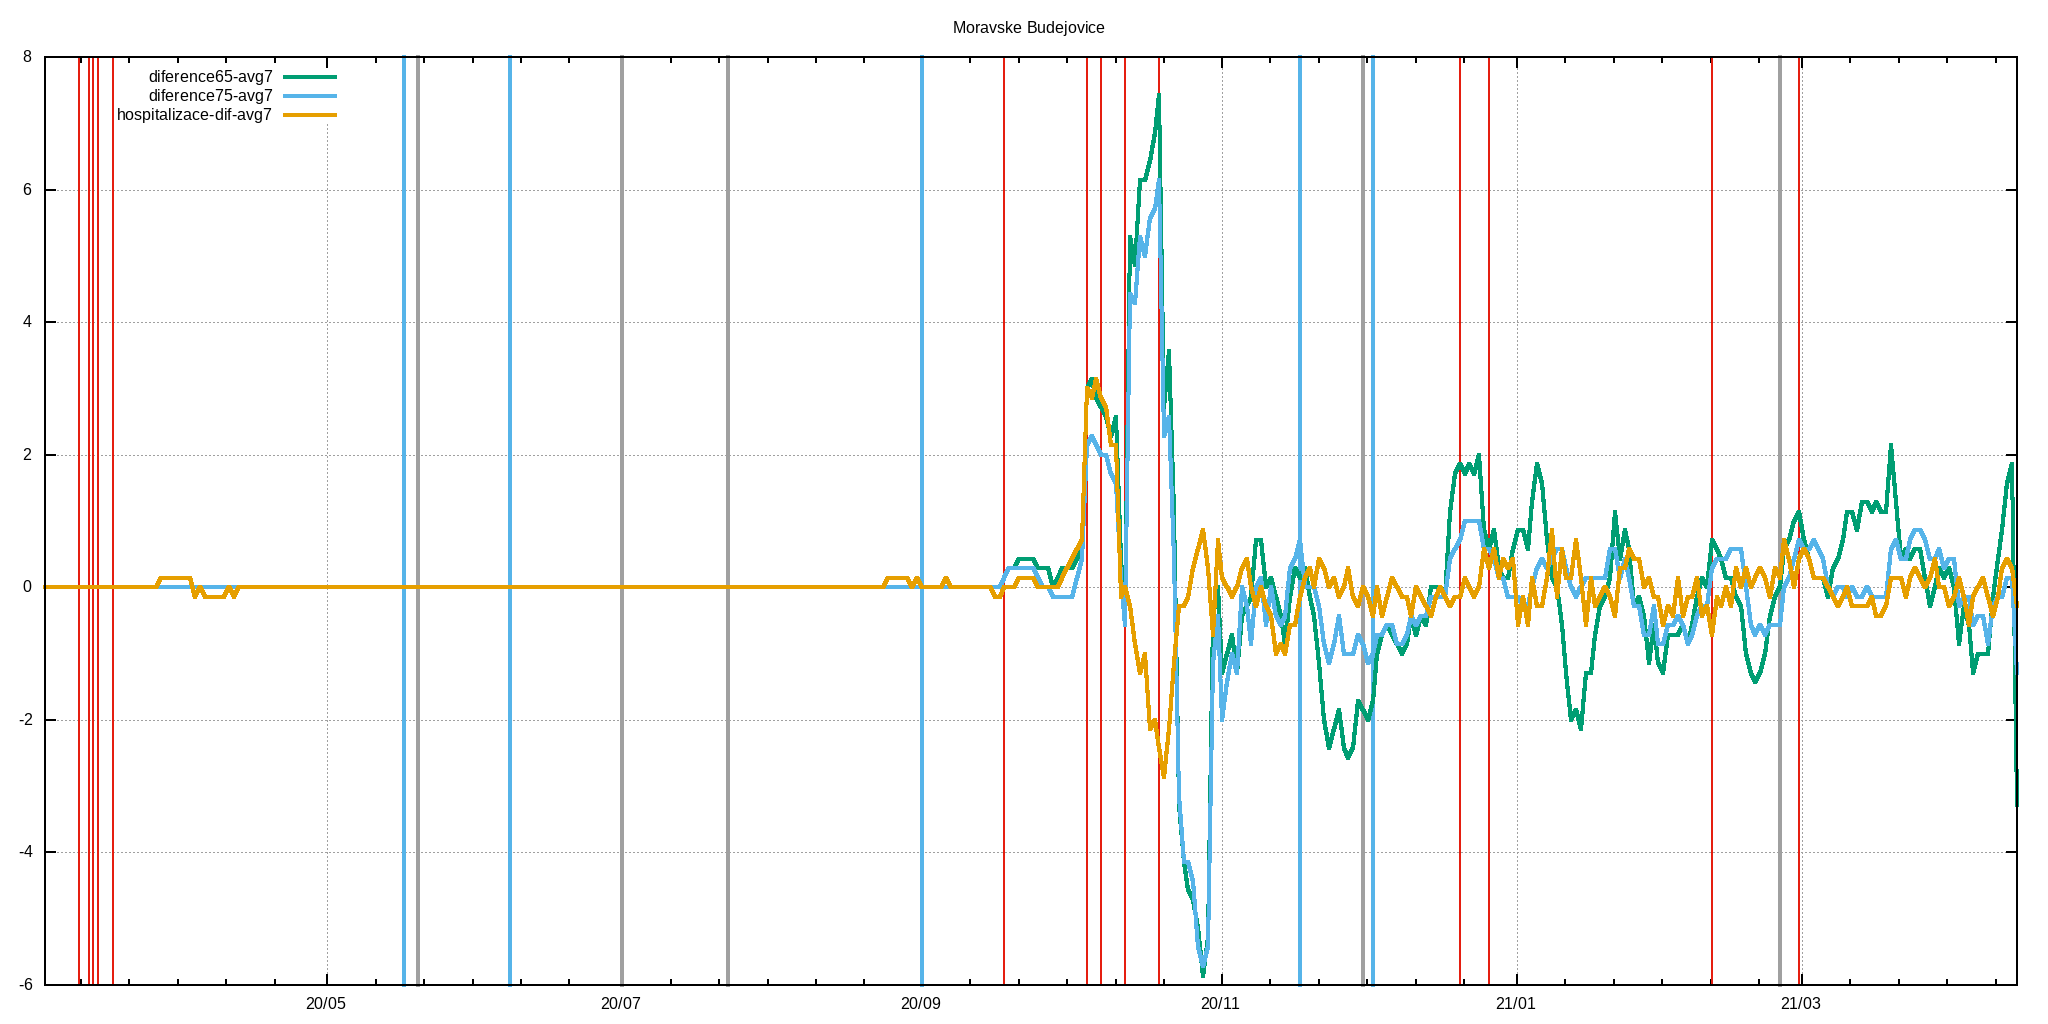 Moravske Budejovice
8
diference65-avg7
diference75-avg7
hospitalizace-dif-avg7
6
4
2
0
-2
-4
-6
20/05 20/07 20/09 20/11 21/01 21/03